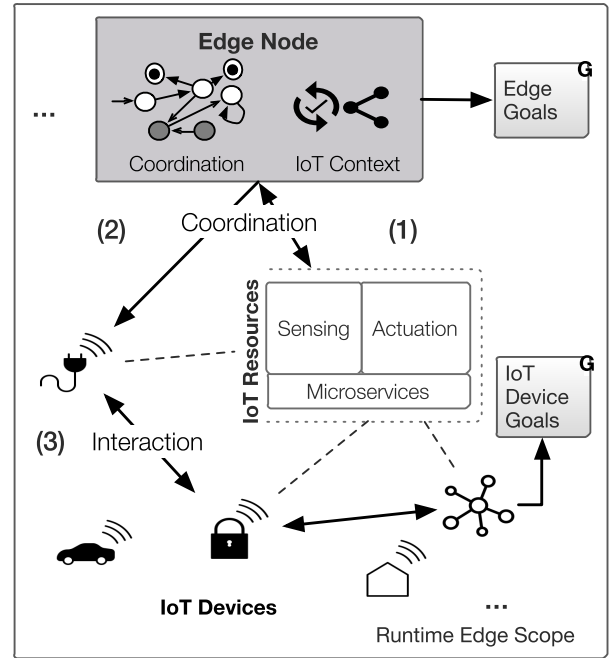 Edge Node
G
Edge
Goals
...
Coordination
IoT Context
(2)
Coordination
(1)
IoT Resources
Sensing
Actuation
Microservices
G
IoT
Device
Goals
(3)
Interaction
IoT Devices
...
Runtime Edge Scope